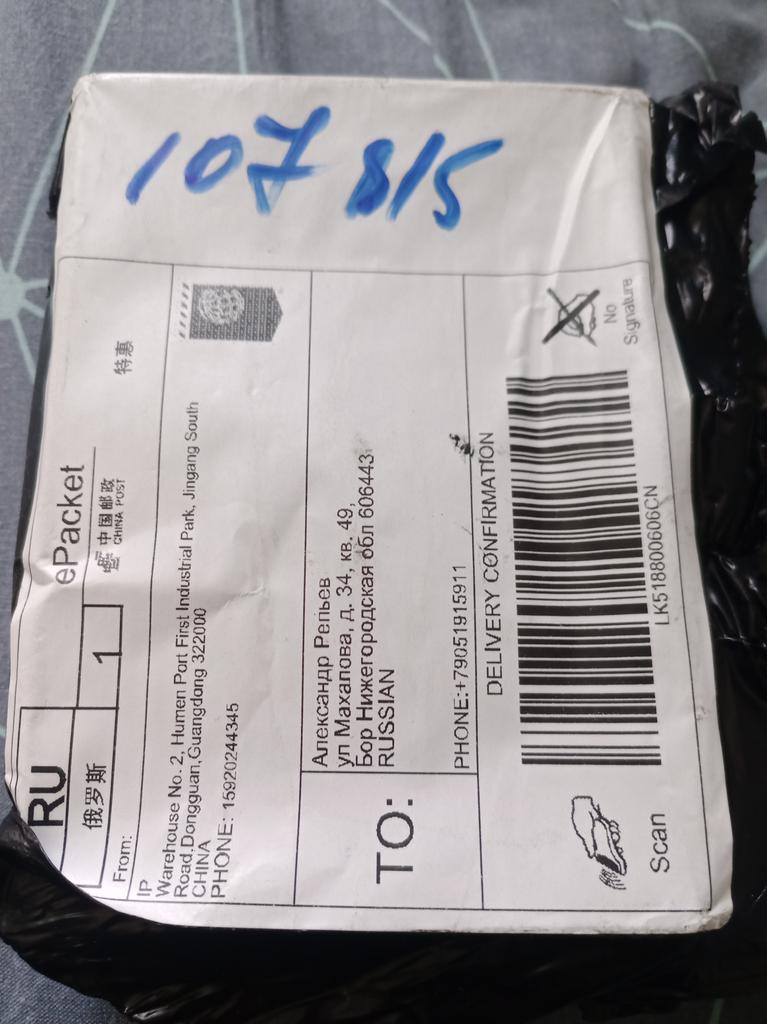 107 8/5
RU
俄罗斯
1
ePacket
中国邮政
CHINA POST
特惠
From:
IP
Warehouse No. 2, Humen Port First Industrial Park, Jingang South
Road,Dongguan,Guangdong 322000
CHINA
PHONE: 15920244345
TO:
Александр Репьев
ул Махалова, д. 34, кв. 49,
Бор Нижегородская обл 606443
RUSSIAN
PHONE:+79051915911
DELIVERY CONFIRMATION
Scan
LK518800606CN
No
Signature